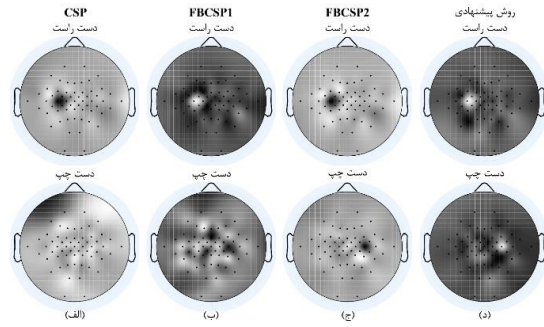 CSP FBCSP1 FBCSP2 روش پیشنهادی
دست راست دست راست دست راست دست راست
دست چپ دست چپ دست چپ دست چپ
(الف) (ب) (ج) (د)